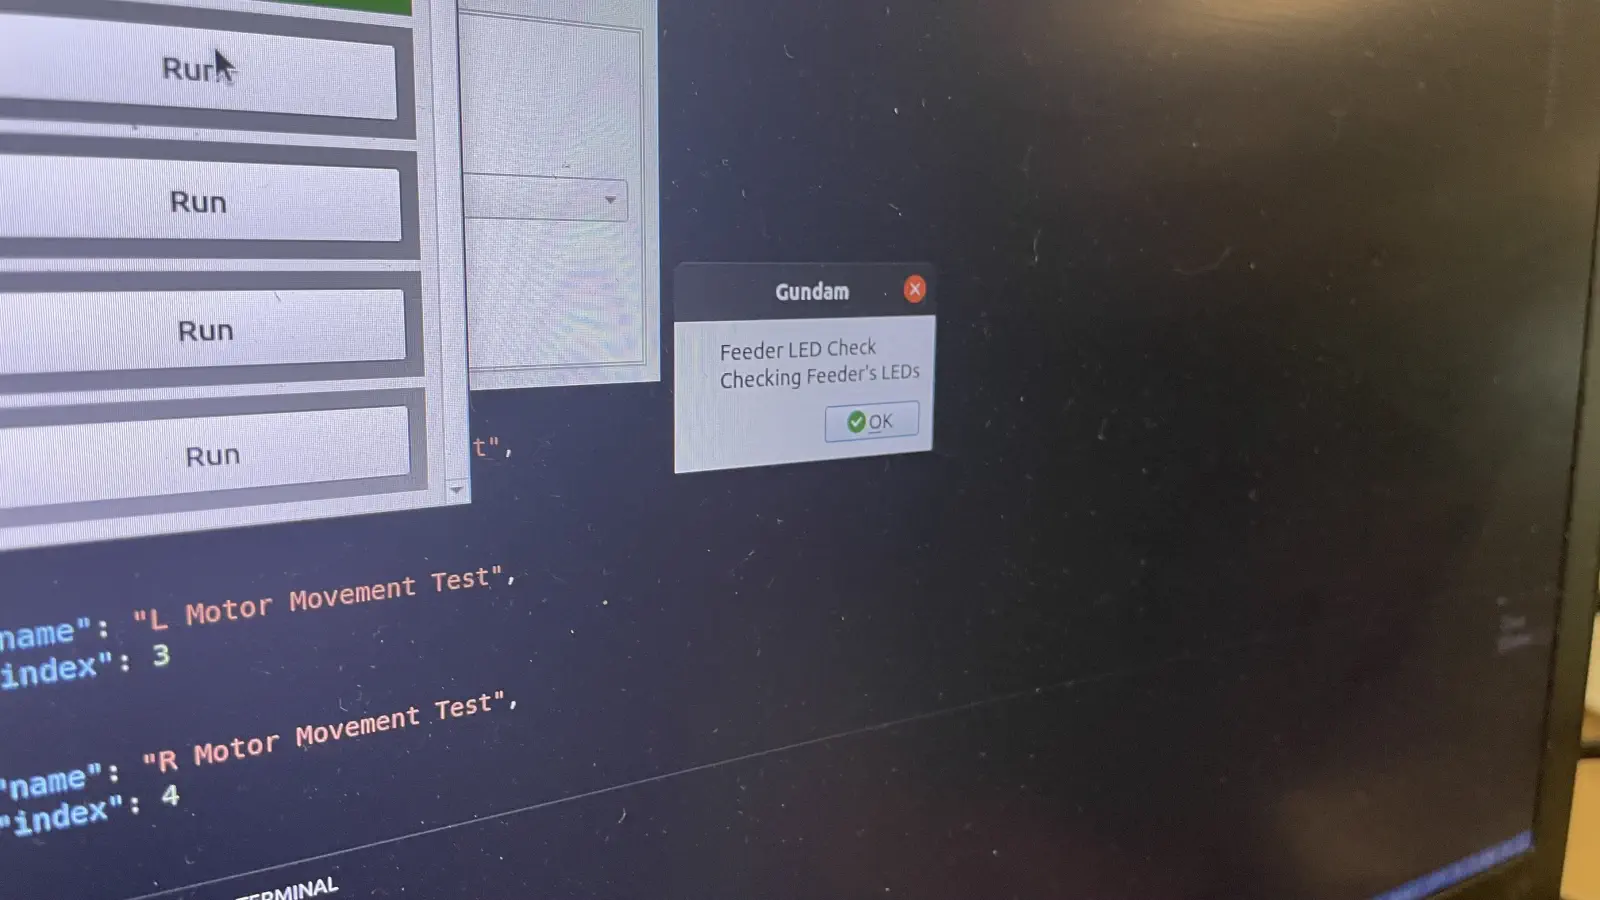 Run
Run
Run
Run
Gundam
Feeder LED Check
Checking Feeder's LEDs
OK
t",
name": "L Motor Movement Test",
index": 3
"name": "R Motor Movement Test",
"index": 4
TERMINAL